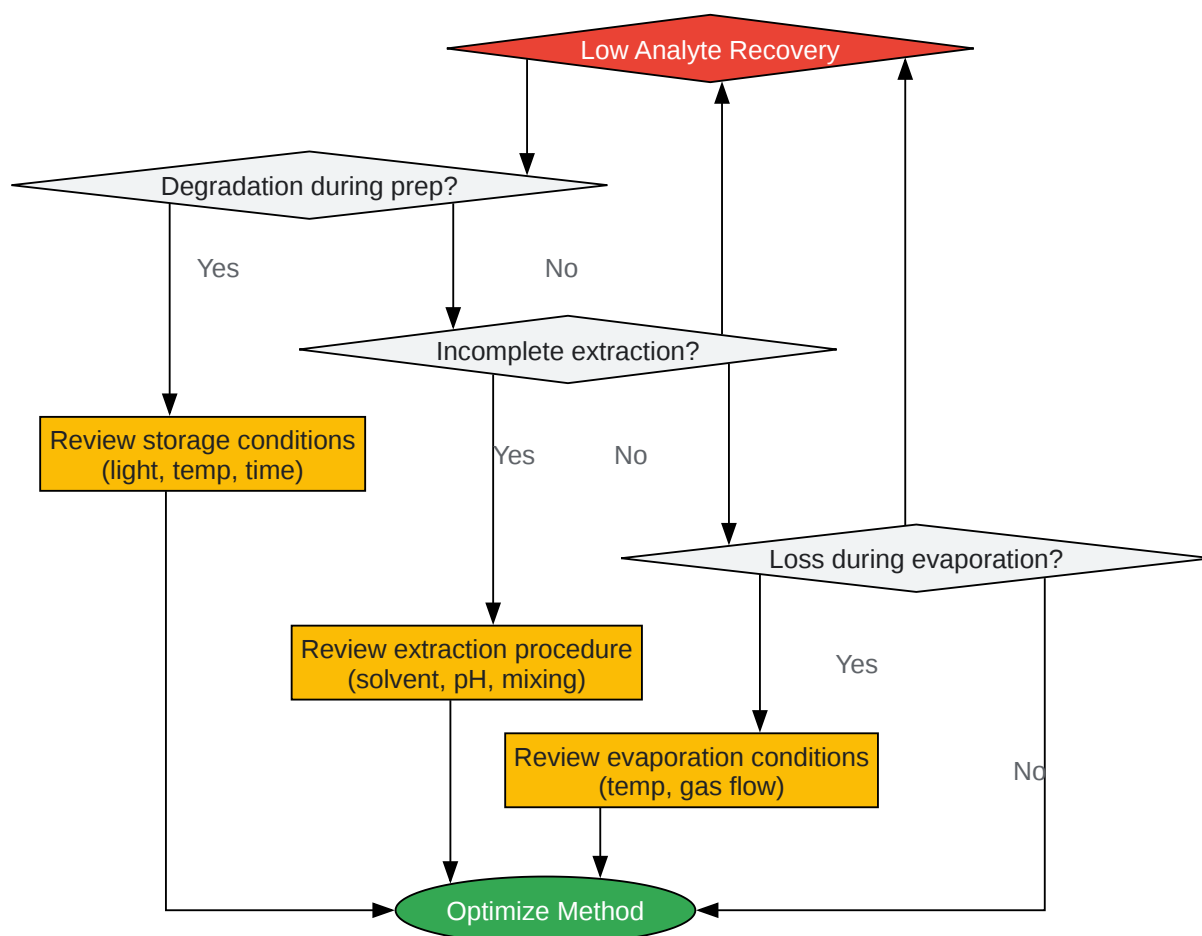 Low Analyte Recovery
Degradation during prep?
Yes
No
Incomplete extraction?
Review storage conditions
(light, temp, time)
Yes
No
Loss during evaporation?
Review extraction procedure
(solvent, pH, mixing)
Yes
Review evaporation conditions
(temp, gas flow)
No
Optimize Method